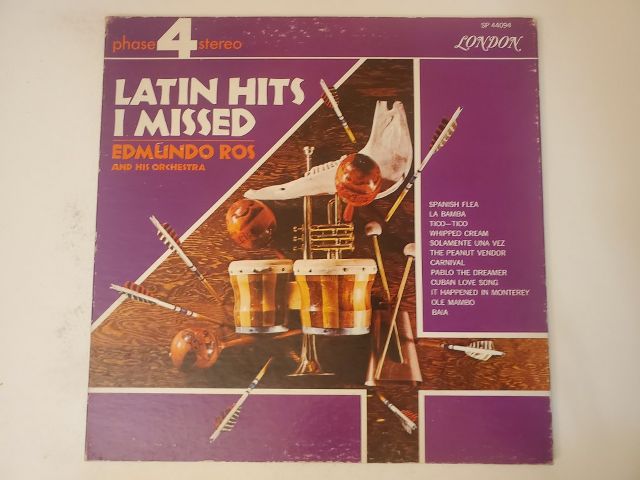 phase 4 stereo
SP 44094
LONDON
LATIN HITS
I MISSED
EDMUNDO ROS
AND HIS ORCHESTRA
SPANISH FLEA
LA BAMBA
TICO—TICO
WHIPPED CREAM
SOLAMENTE UNA VEZ
THE PEANUT VENDOR
CARNIVAL
PABLO THE DREAMER
CUBAN LOVE SONG
IT HAPPENED IN MONTEREY
OLE MAMBO
BAIA